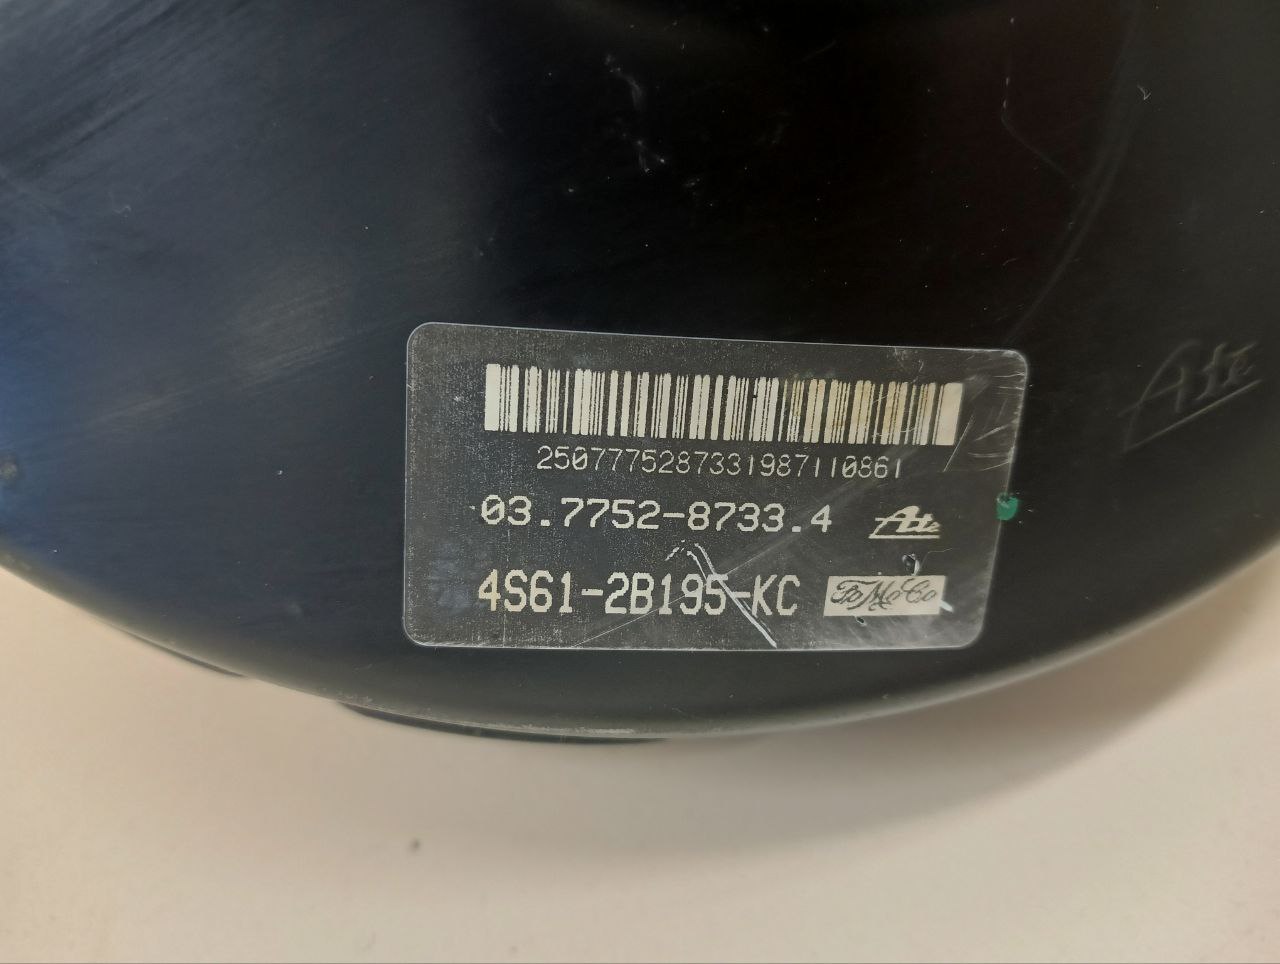 2507775287331987110861
03.7752-8733.4 Ate
4S61-2B195-KC FoMoCo
Ate